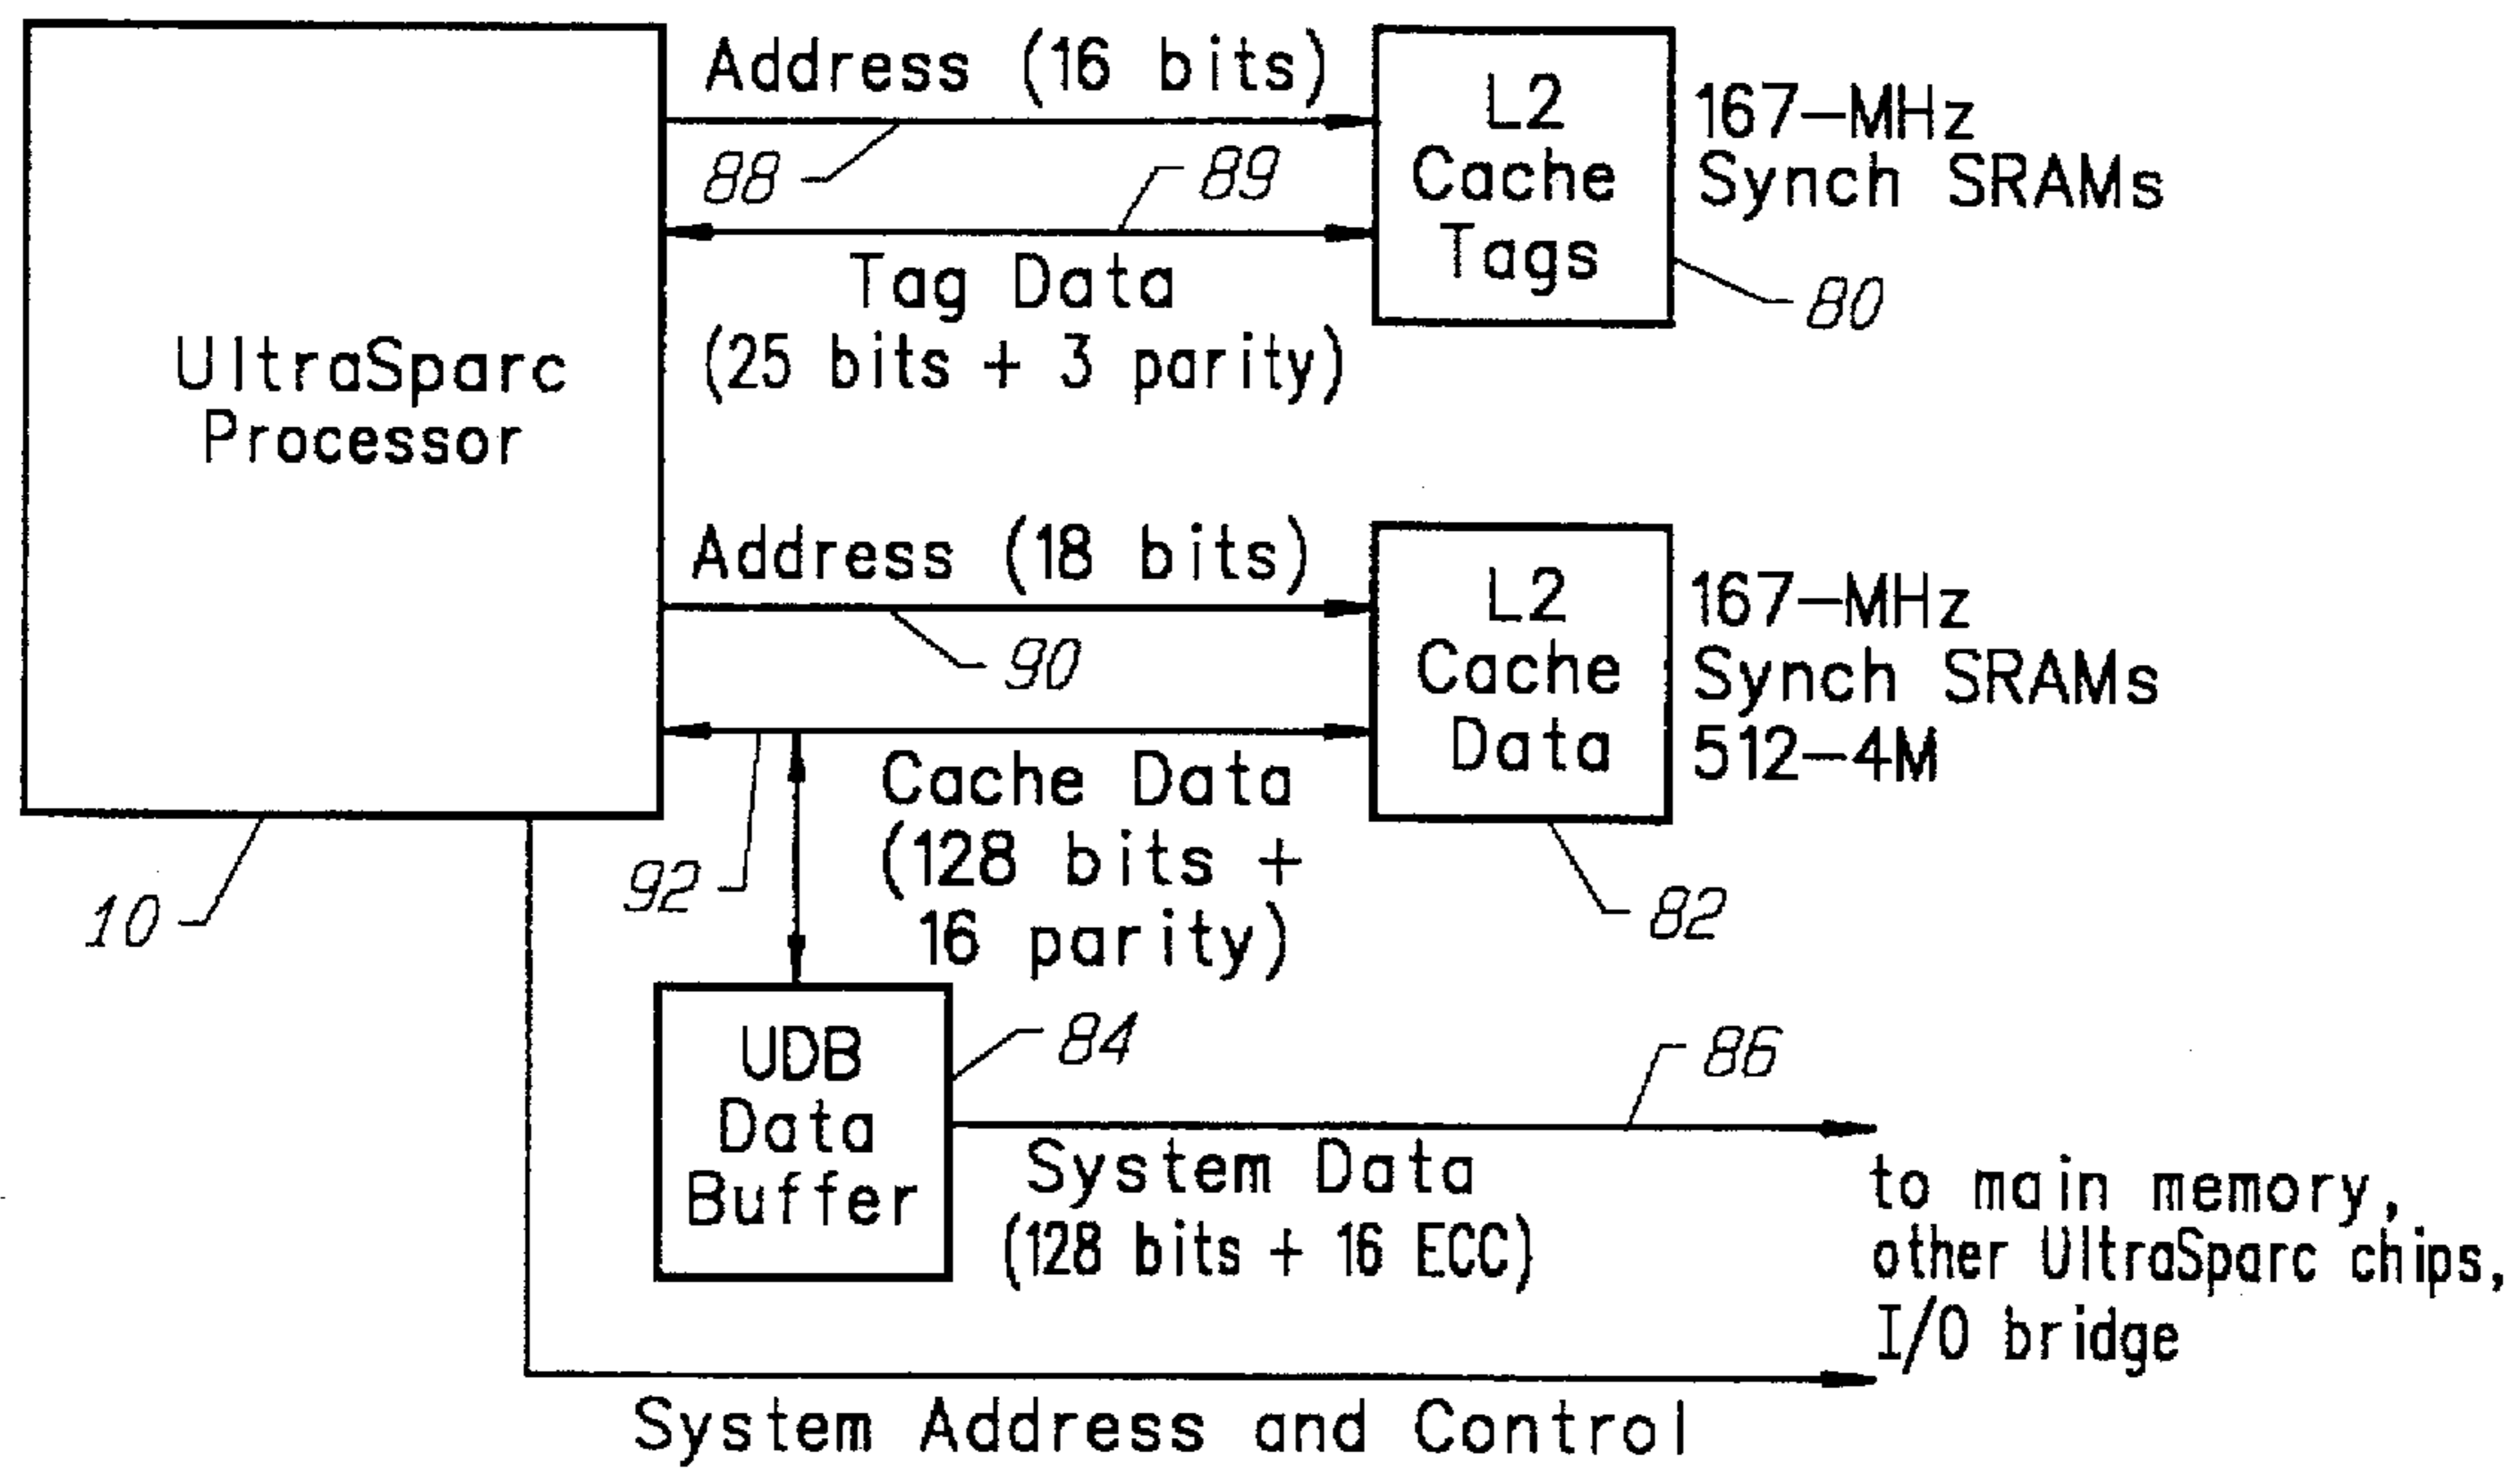 Address (16 bits)
88
89
Tag Data
(25 bits + 3 parity)
L2
Cache
Tags
167-MHz
Synch SRAMs
80
UltraSparc
Processor
10
Address (18 bits)
90
92
Cache Data
(128 bits +
16 parity)
L2
Cache
Data
167-MHz
Synch SRAMs
512-4M
82
UDB
Data
Buffer
84
86
System Data
(128 bits + 16 ECC)
to main memory,
other UltraSparc chips,
I/O bridge
System Address and Control